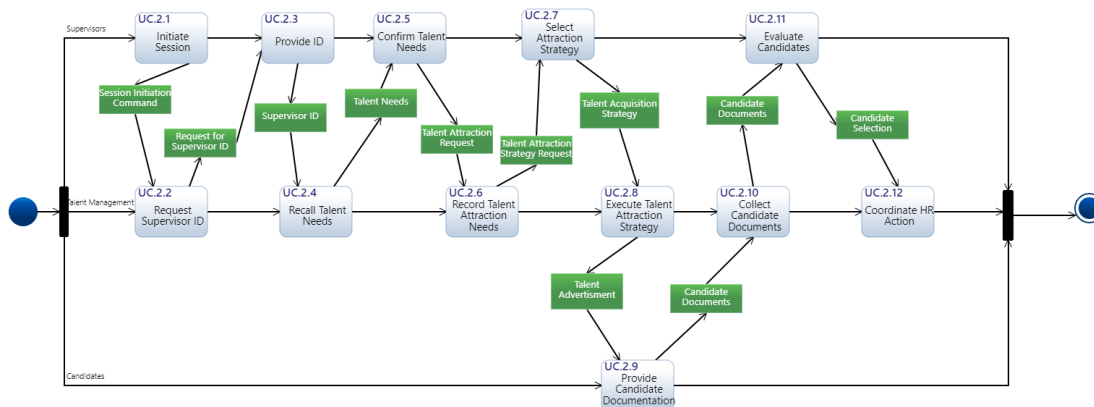 Supervisors
UC.2.1
Initiate
Session
UC.2.3
Provide ID
UC.2.5
Confirm Talent
Needs
UC.2.7
Select
Attraction
Strategy
UC.2.11
Evaluate
Candidates
Session Initiation
Command
Request for
Supervisor ID
Supervisor ID
Talent Needs
Talent Attraction
Request
Talent Attraction
Strategy Request
Talent Acquisition
Strategy
Candidate
Documents
Candidate
Selection
Talent Management
UC.2.2
Request
Supervisor ID
UC.2.4
Recall Talent
Needs
UC.2.6
Record Talent
Attraction
Needs
UC.2.8
Execute Talent
Attraction
Strategy
UC.2.10
Collect
Candidate
Documents
UC.2.12
Coordinate HR
Action
Talent
Advertisment
Candidate
Documents
Candidates
UC.2.9
Provide
Candidate
Documentation